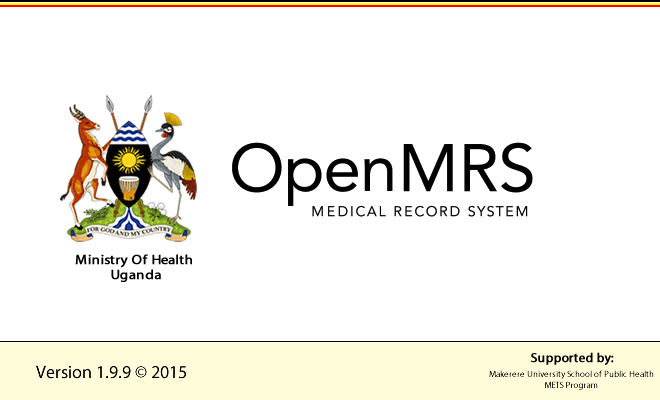 OpenMRS
MEDICAL RECORD SYSTEM
FOR GOD AND MY COUNTRY
Ministry Of Health
Uganda
Version 1.9.9 © 2015
Supported by:
Makerere University School of Public Health
METS Program